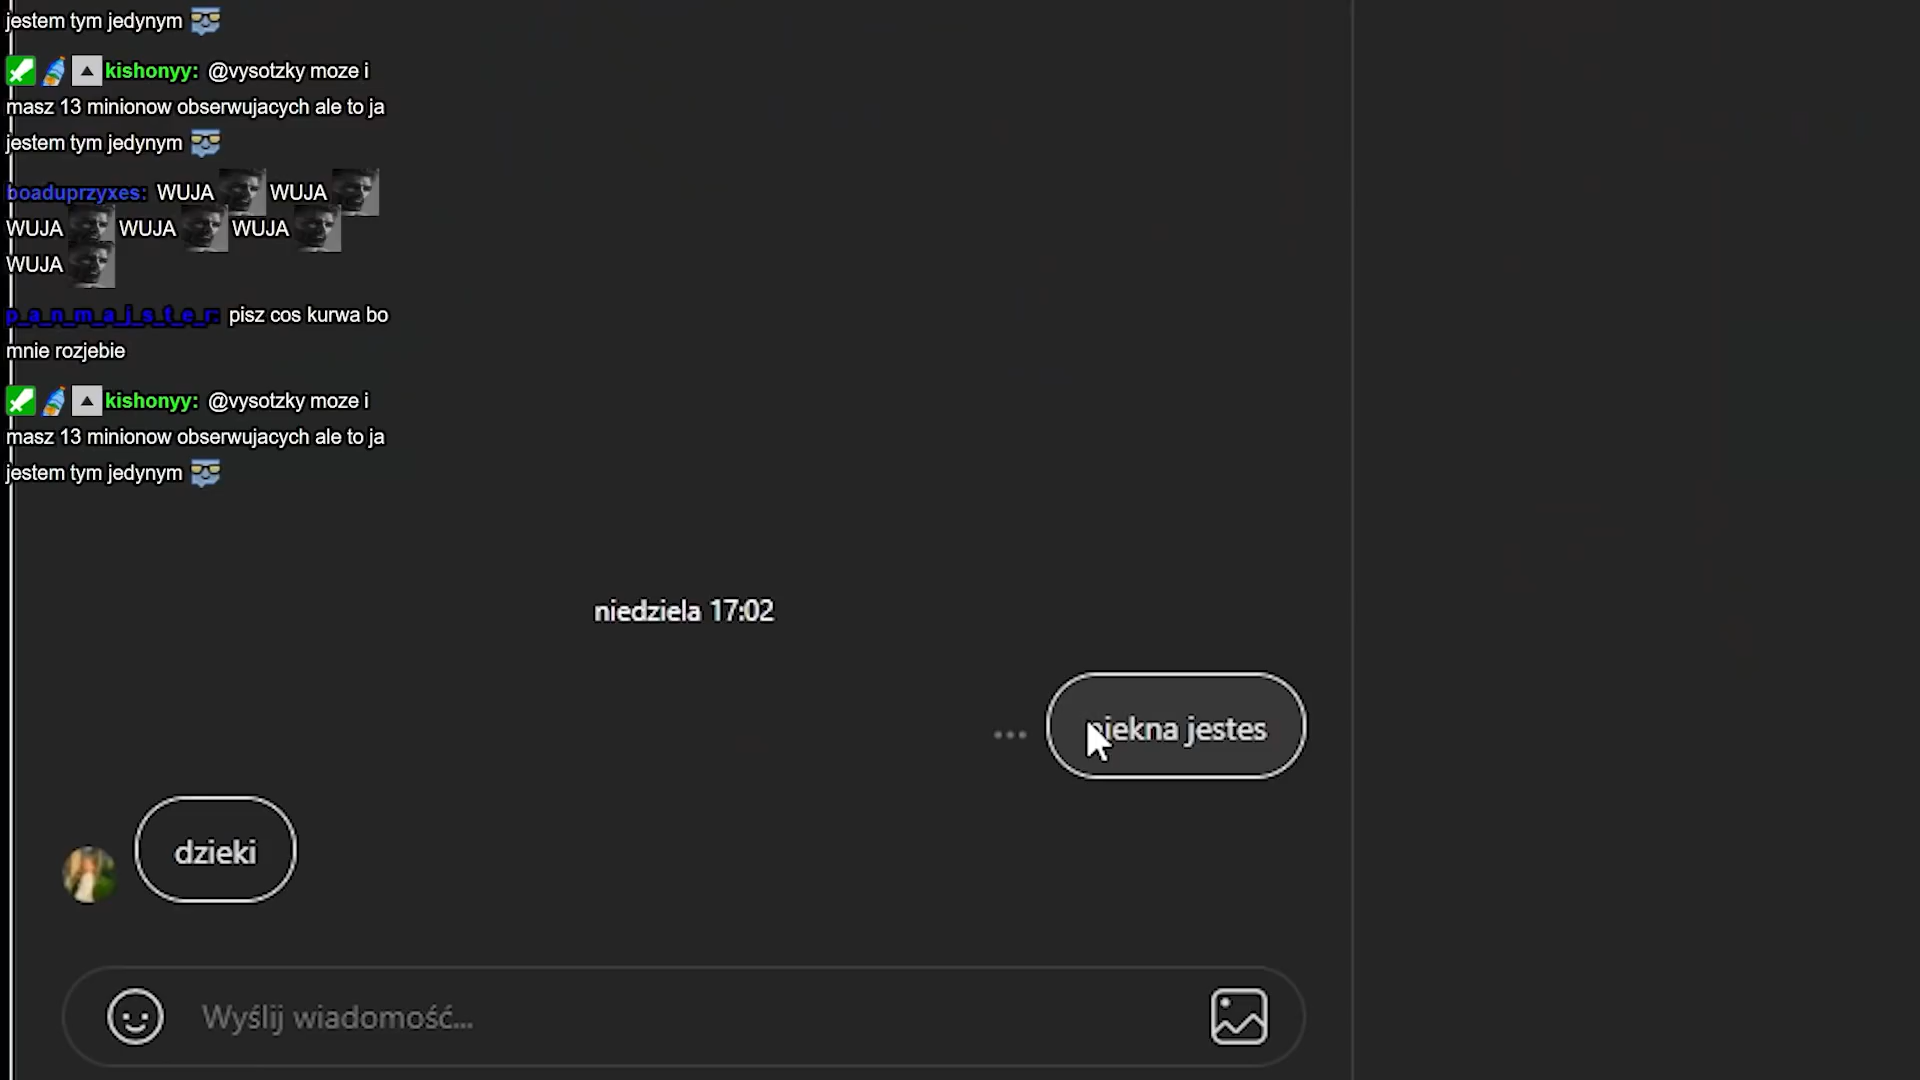 jestem tym jedynym
kishonyy: @vysotzky moze i
masz 13 minionow obserwujacych ale to ja
jestem tym jedynym
boaduprzyxes: WUJA WUJA
WUJA WUJA WUJA
WUJA
p_a_n_m_a_j_s_t_e_r: pisz cos kurwa bo
mnie rozjebie
kishonyy: @vysotzky moze i
masz 13 minionow obserwujacych ale to ja
jestem tym jedynym
niedziela 17:02
piekna jestes
dzieki
Wyślij wiadomość...